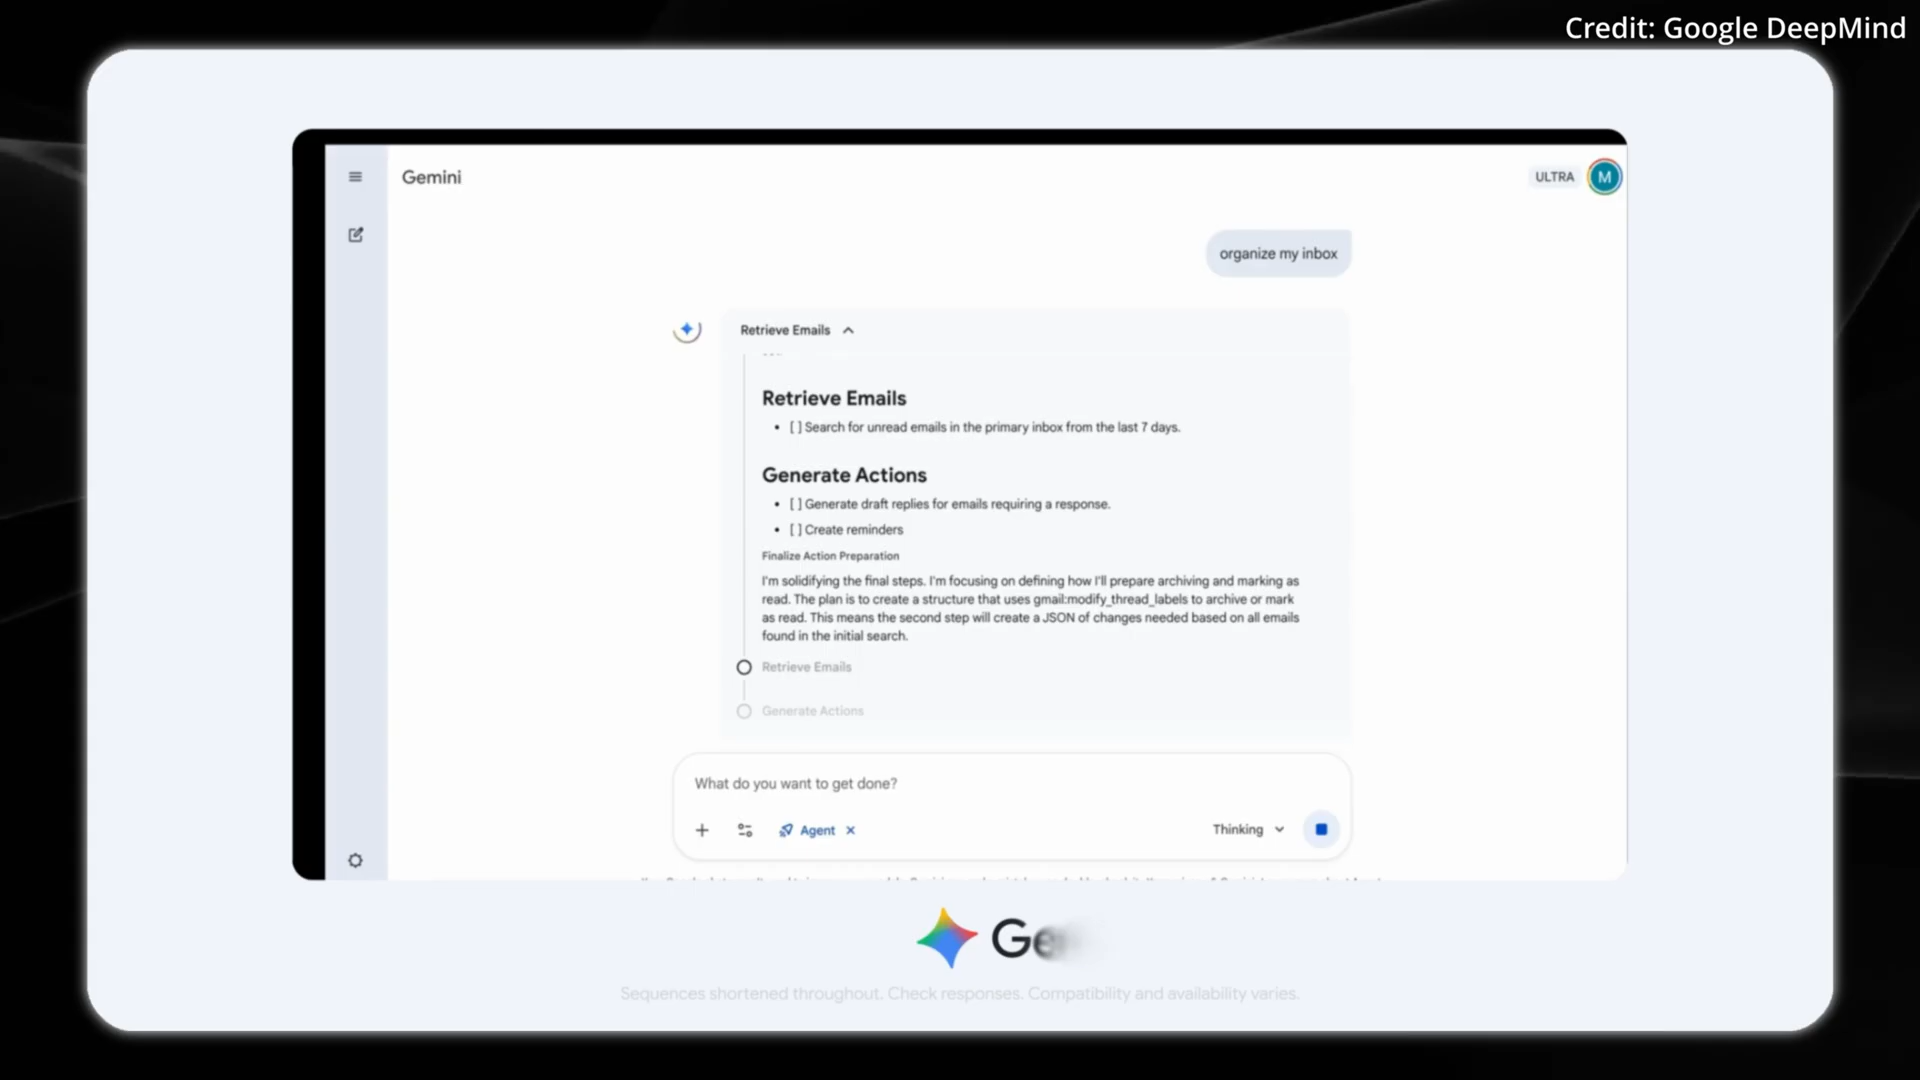 Credit: Google DeepMind
Gemini
ULTRA
M
organize my inbox
Retrieve Emails
Retrieve Emails
• [ ] Search for unread emails in the primary inbox from the last 7 days.
Generate Actions
• [ ] Generate draft replies for emails requiring a response.
• [ ] Create reminders
Finalize Action Preparation
I'm solidifying the final steps. I'm focusing on defining how I'll prepare archiving and marking as
read. The plan is to create a structure that uses gmail:modify_thread_labels to archive or mark
as read. This means the second step will create a JSON of changes needed based on all emails
found in the initial search.
Retrieve Emails
Generate Actions
What do you want to get done?
Agent
Thinking
Ge
Sequences shortened throughout. Check responses. Compatibility and availability varies.